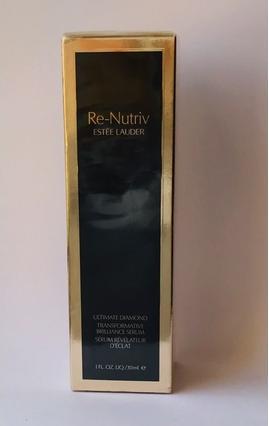 Re-Nutriv
ESTĒE LAUDER
ULTIMATE DIAMOND
TRANSFORMATIVE
BRILLIANCE SERUM
SÉRUM RÉVÉLATEUR
D'ÉCLAT
1 FL.OZ.LIQ./30ml e